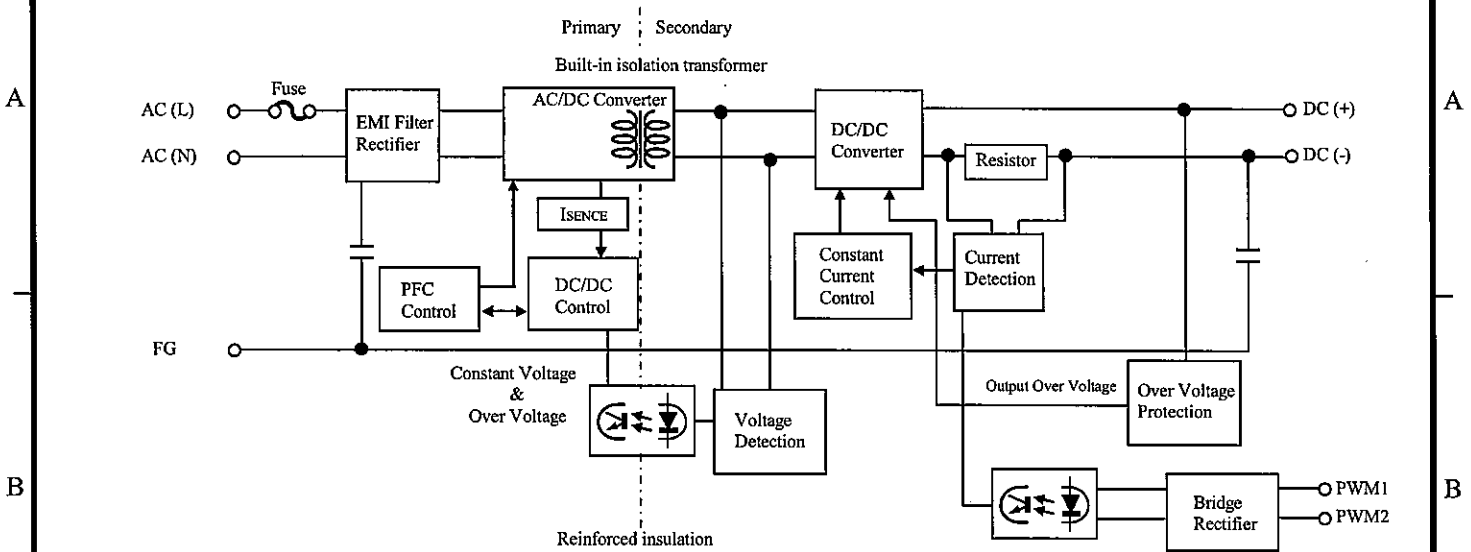 Primary
Secondary
Built-in isolation transformer
A
AC (L)
Fuse
EMI Filter
Rectifier
AC/DC Converter
DC/DC
Converter
Resistor
DC (+)
A
AC (N)
DC (-)
ISENCE
PFC
Control
DC/DC
Control
Constant
Current
Control
Current
Detection
FG
Constant Voltage
&
Over Voltage
Voltage
Detection
Output Over Voltage
Over Voltage
Protection
B
Bridge
Rectifier
PWM1
PWM2
B
Reinforced insulation